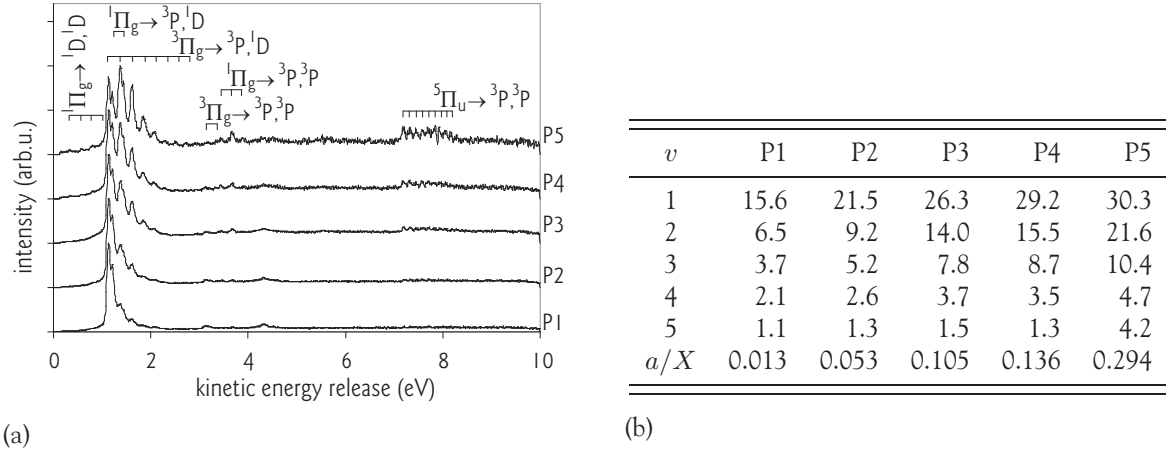 ¹Πg → ³P,¹D
³Πg → ³P,¹D
¹Πg → ¹D,¹D
¹Πg → ³P,³P
³Πg → ³P,³P
⁵Πu → ³P,³P
P5
P4
P3
P2
P1
intensity (arb.u.)
0 2 4 6 8 10
kinetic energy release (eV)
(a)
v P1 P2 P3 P4 P5
1 15.6 21.5 26.3 29.2 30.3
2 6.5 9.2 14.0 15.5 21.6
3 3.7 5.2 7.8 8.7 10.4
4 2.1 2.6 3.7 3.5 4.7
5 1.1 1.3 1.5 1.3 4.2
a/X 0.013 0.053 0.105 0.136 0.294
(b)